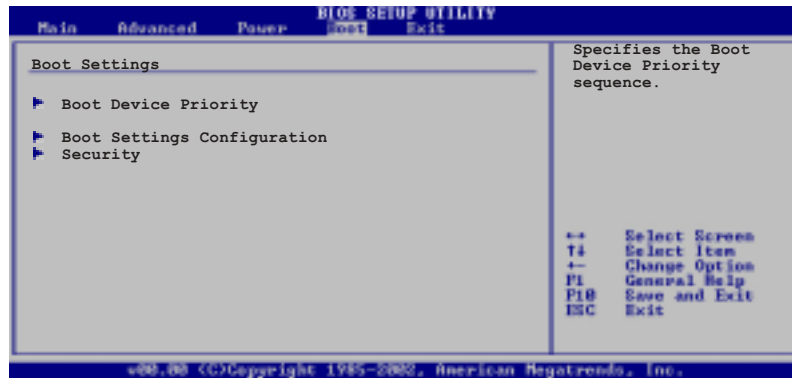 BIOS SETUP UTILITY
Main Advanced Power Boot Exit
Boot Settings
Boot Device Priority
Boot Settings Configuration
Security
Specifies the Boot
Device Priority
sequence.
←→ Select Screen
↑↓ Select Item
+- Change Option
F1 General Help
F10 Save and Exit
ESC Exit
v00.00 (C)Copyright 1985-2002, American Megatrends, Inc.